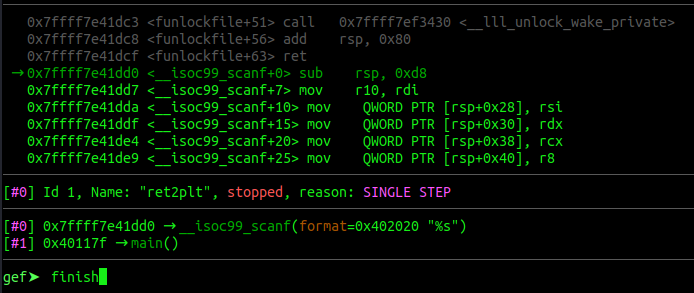 0x7ffff7e41dc3 <funlockfile+51> call   0x7ffff7ef3430 <__lll_unlock_wake_private>
0x7ffff7e41dc8 <funlockfile+56> add    rsp, 0x80
0x7ffff7e41dcf <funlockfile+63> ret
→0x7ffff7e41dd0 <__isoc99_scanf+0> sub    rsp, 0xd8
0x7ffff7e41dd7 <__isoc99_scanf+7> mov    r10, rdi
0x7ffff7e41dda <__isoc99_scanf+10> mov    QWORD PTR [rsp+0x28], rsi
0x7ffff7e41ddf <__isoc99_scanf+15> mov    QWORD PTR [rsp+0x30], rdx
0x7ffff7e41de4 <__isoc99_scanf+20> mov    QWORD PTR [rsp+0x38], rcx
0x7ffff7e41de9 <__isoc99_scanf+25> mov    QWORD PTR [rsp+0x40], r8
[#0] Id 1, Name: "ret2plt", stopped, reason: SINGLE STEP
[#0] 0x7ffff7e41dd0 →__isoc99_scanf(format=0x402020 "%s")
[#1] 0x40117f →main()
gef➤ finish